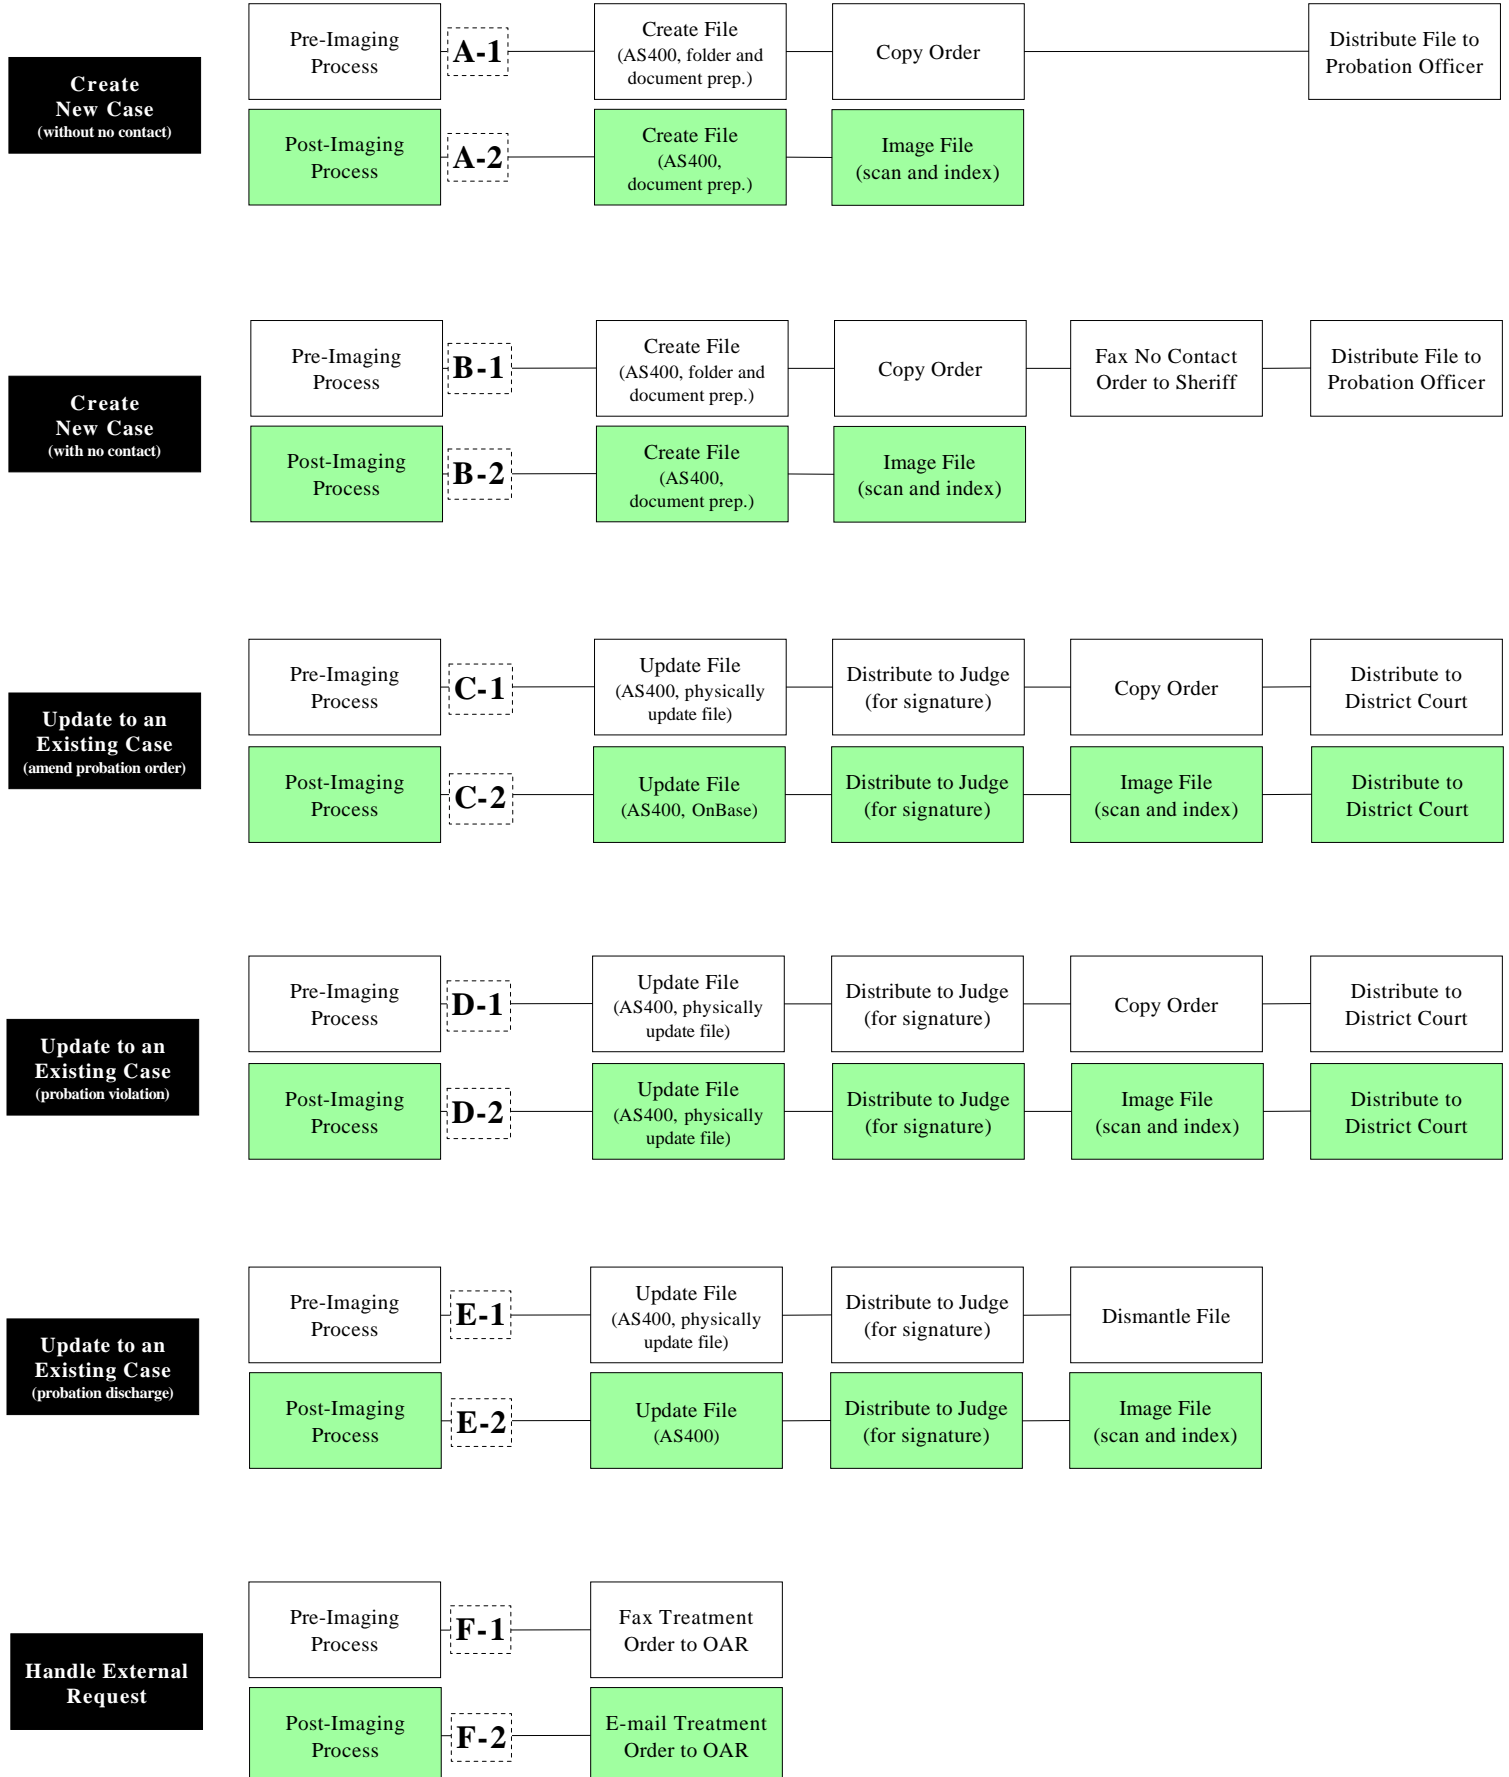 Create
New Case
(without no contact)
Pre-Imaging
Process
A-1
Create File
(AS400, folder and
document prep.)
Copy Order
Distribute File to
Probation Officer
Post-Imaging
Process
A-2
Create File
(AS400,
document prep.)
Image File
(scan and index)
Create
New Case
(with no contact)
Pre-Imaging
Process
B-1
Create File
(AS400, folder and
document prep.)
Copy Order
Fax No Contact
Order to Sheriff
Distribute File to
Probation Officer
Post-Imaging
Process
B-2
Create File
(AS400,
document prep.)
Image File
(scan and index)
Update to an
Existing Case
(amend probation order)
Pre-Imaging
Process
C-1
Update File
(AS400, physically
update file)
Distribute to Judge
(for signature)
Copy Order
Distribute to
District Court
Post-Imaging
Process
C-2
Update File
(AS400, OnBase)
Distribute to Judge
(for signature)
Image File
(scan and index)
Distribute to
District Court
Update to an
Existing Case
(probation violation)
Pre-Imaging
Process
D-1
Update File
(AS400, physically
update file)
Distribute to Judge
(for signature)
Copy Order
Distribute to
District Court
Post-Imaging
Process
D-2
Update File
(AS400, physically
update file)
Distribute to Judge
(for signature)
Image File
(scan and index)
Distribute to
District Court
Update to an
Existing Case
(probation discharge)
Pre-Imaging
Process
E-1
Update File
(AS400, physically
update file)
Distribute to Judge
(for signature)
Dismantle File
Post-Imaging
Process
E-2
Update File
(AS400)
Distribute to Judge
(for signature)
Image File
(scan and index)
Handle External
Request
Pre-Imaging
Process
F-1
Fax Treatment
Order to OAR
Post-Imaging
Process
F-2
E-mail Treatment
Order to OAR